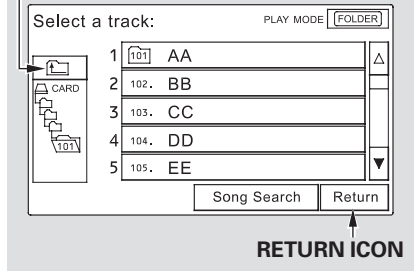 Select a track: PLAY MODE FOLDER
1 101 AA
CARD 2 102. BB
3 103. CC
101 4 104. DD
5 105. EE
Song Search Return
RETURN ICON